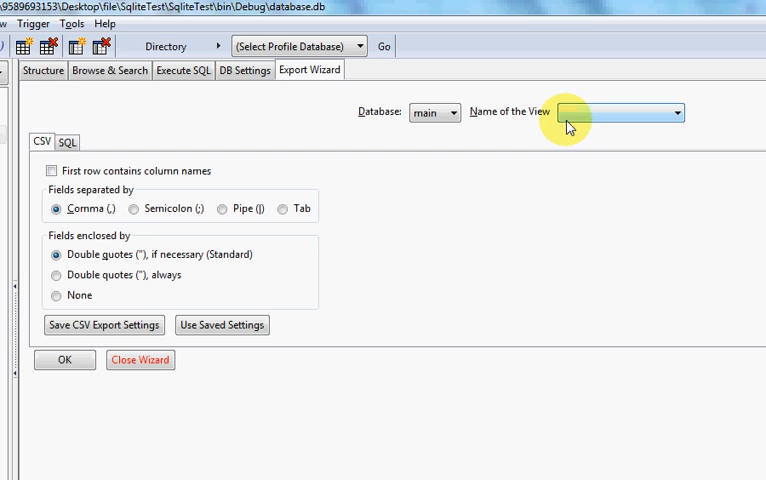 \9589693153\Desktop\file\SqliteTest\SqliteTest\bin\Debug\database.db
w Trigger Tools Help
Directory (Select Profile Database) Go
Structure Browse & Search Execute SQL DB Settings Export Wizard
Database: main Name of the View
CSV SQL
First row contains column names
Fields separated by
Comma (,) Semicolon (;) Pipe (|) Tab
Fields enclosed by
Double quotes ("), if necessary (Standard)
Double quotes ("), always
None
Save CSV Export Settings Use Saved Settings
OK Close Wizard